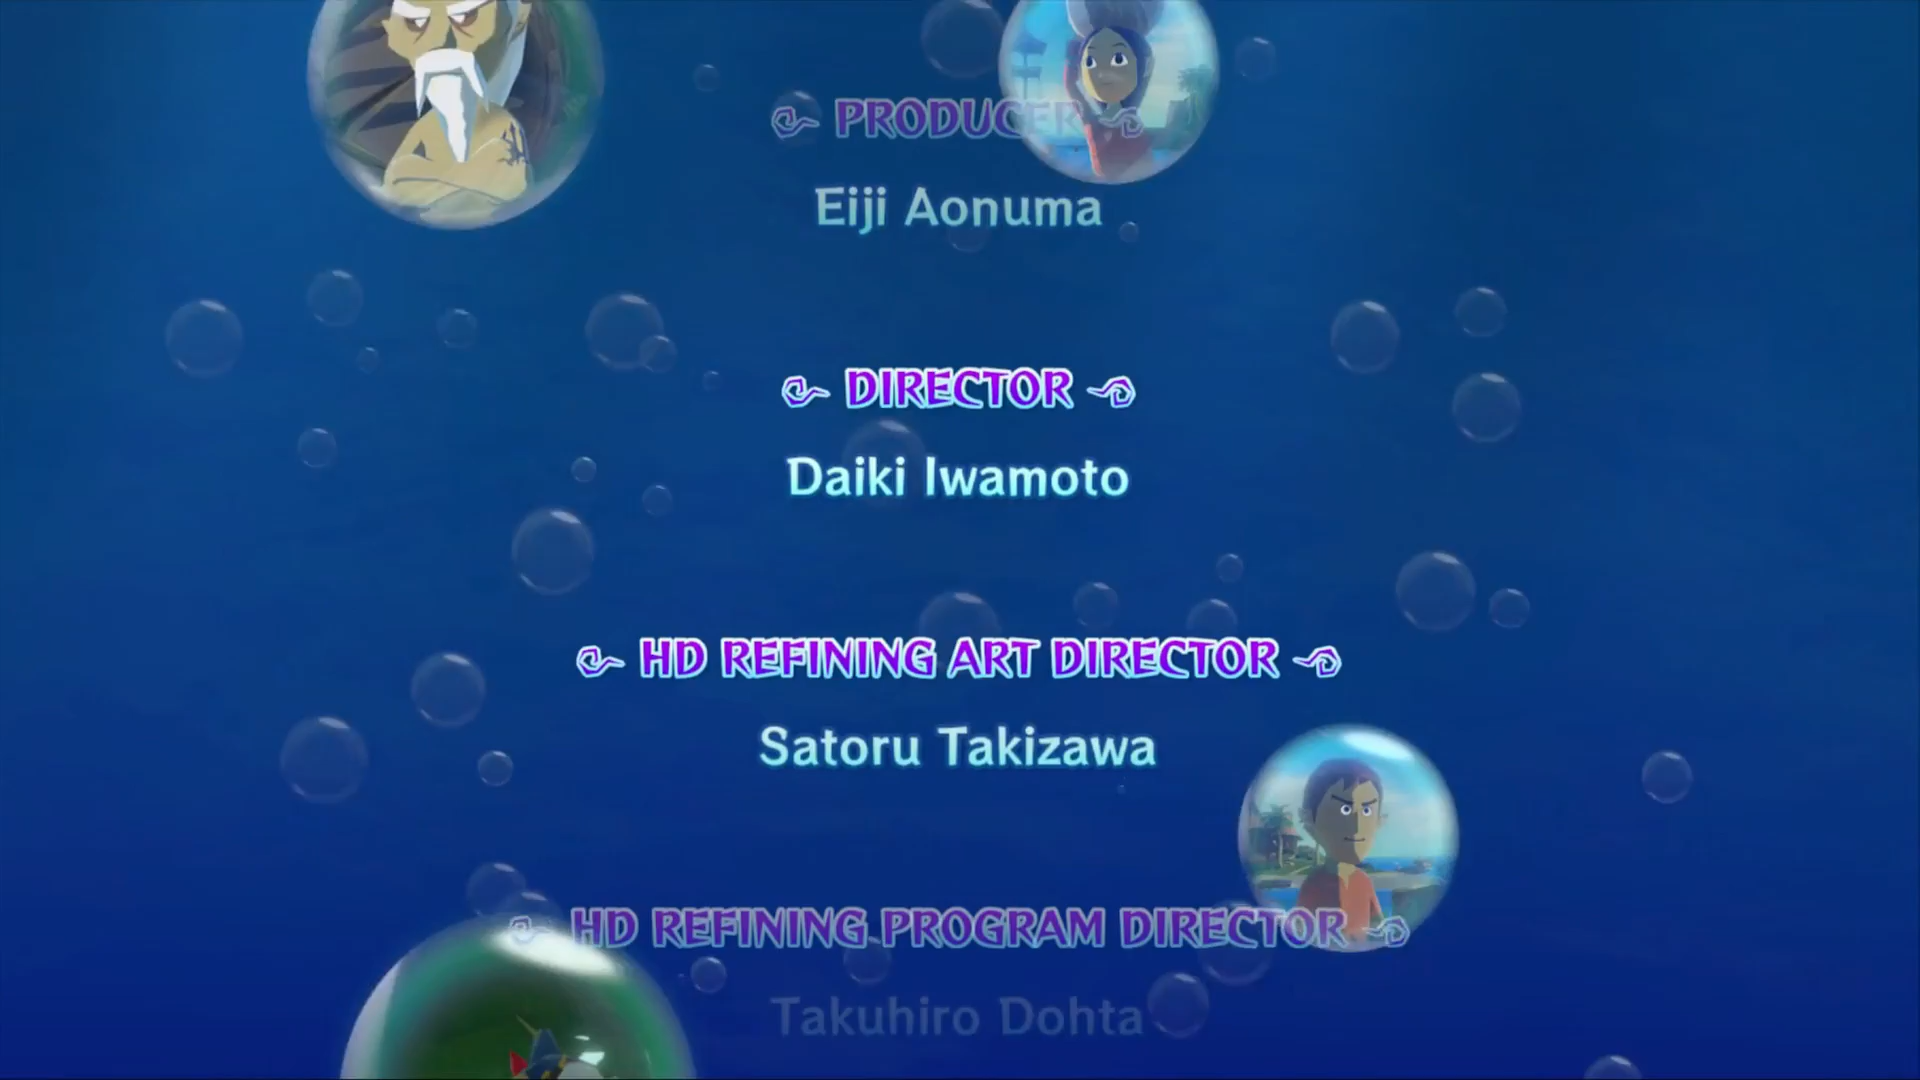 PRODUCER
Eiji Aonuma
DIRECTOR
Daiki Iwamoto
HD REFINING ART DIRECTOR
Satoru Takizawa
HD REFINING PROGRAM DIRECTOR
Takuhiro Dohta